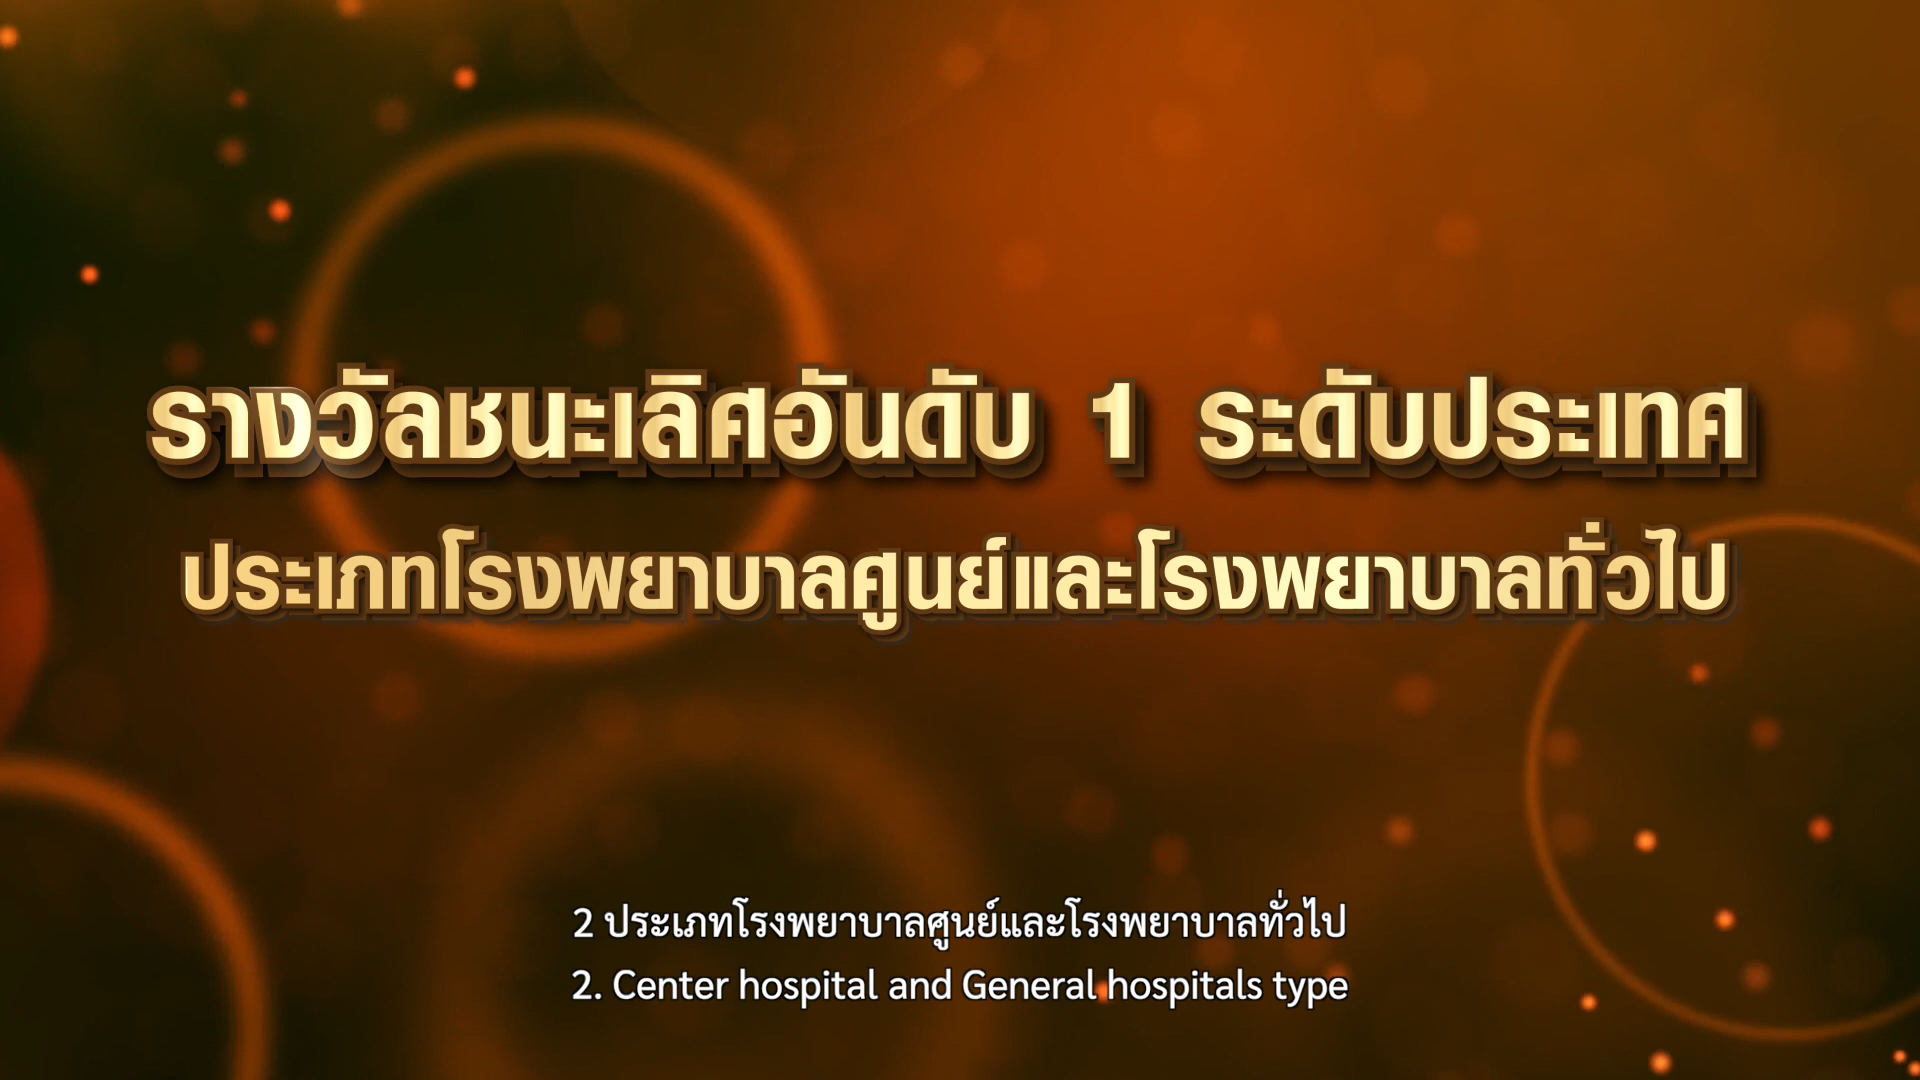 รางวัลชนะเลิศอันดับ 1 ระดับประเทศ
ประเภทโรงพยาบาลศูนย์และโรงพยาบาลทั่วไป
2 ประเภทโรงพยาบาลศูนย์และโรงพยาบาลทั่วไป
2. Center hospital and General hospitals type